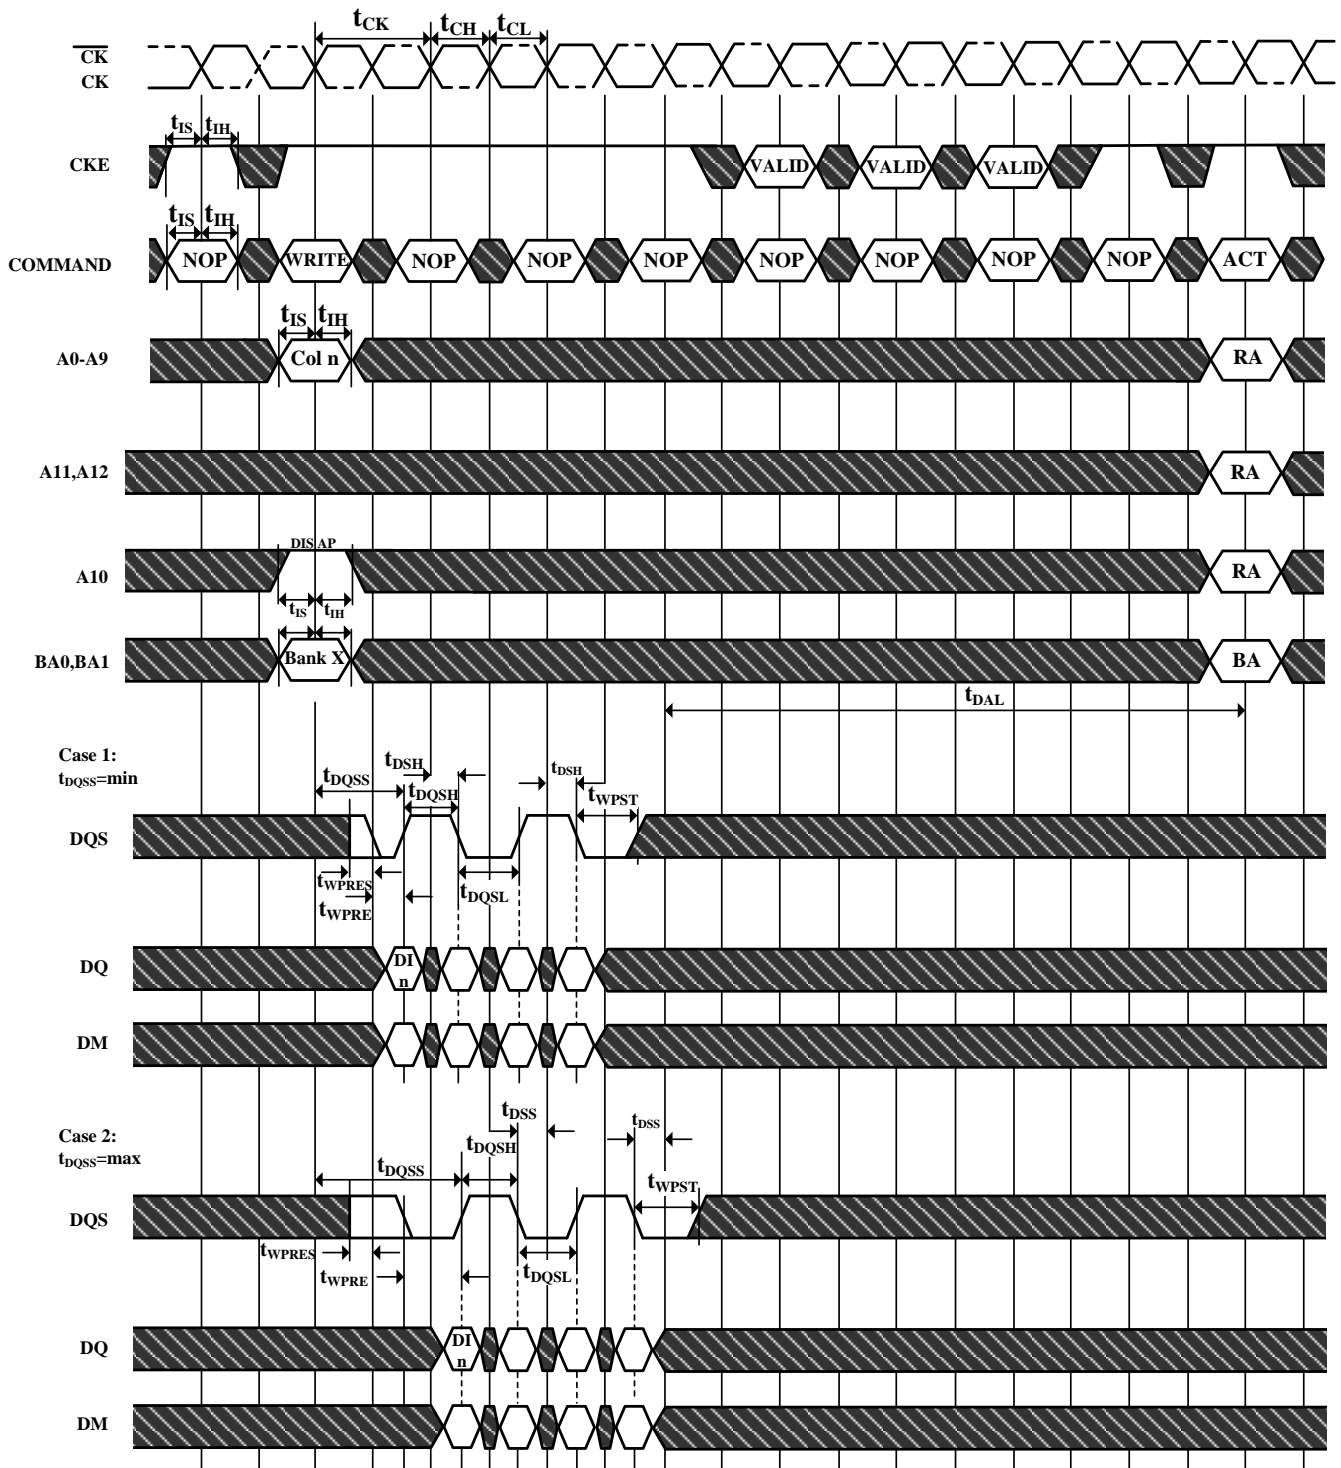 tCK tCH tCL
CK
CK
tIS tIH
CKE VALID VALID VALID
tIS tIH
COMMAND NOP WRITE NOP NOP NOP NOP NOP NOP NOP ACT
tIS tIH
A0-A9 Col n RA
A11,A12 RA
DIS AP
A10 RA
tIS tIH
BA0,BA1 Bank X BA
tDAL
Case 1:
tDQSS=min
tDSH tDSH
tDQSS tDQSH tWPST
DQS
tWPRES tDQSL
tWPRE
DQ DI
n
DM
Case 2:
tDQSS=max
tDSS tDSS
tDQSH
tDQSS tWPST
DQS
tWPRES
tWPRE tDQSL
DQ DI
n
DM